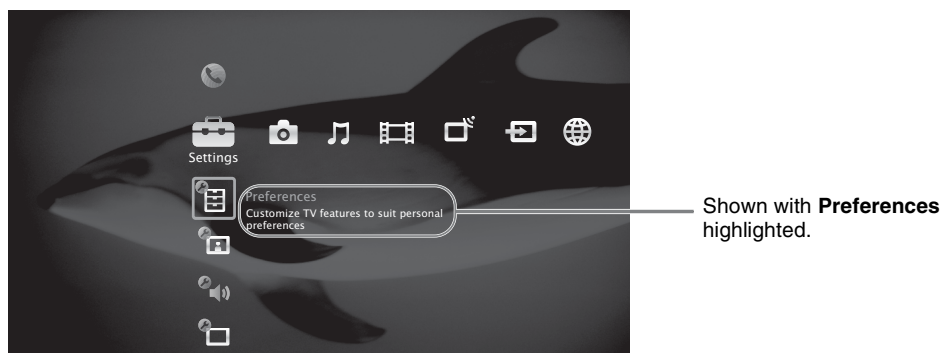 Settings
Preferences
Customize TV features to suit personal
preferences
Shown with Preferences
highlighted.